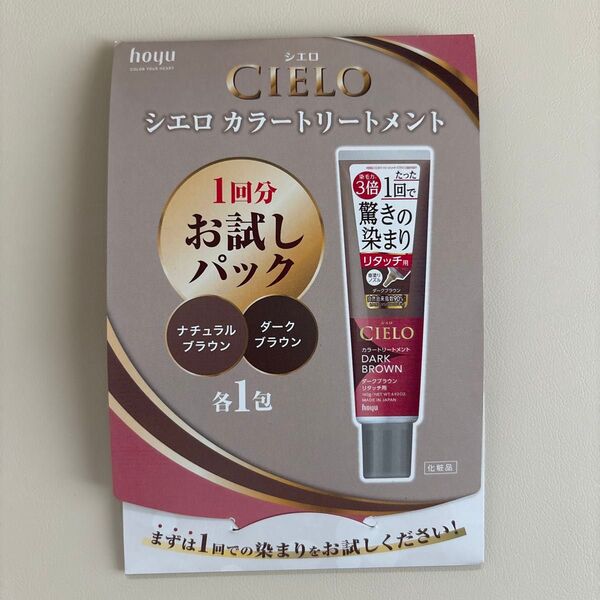 hoyu
COLOR YOUR HEART
シエロ
CIELO
シエロ カラートリートメント
1回分
お試し
パック
ナチュラル
ブラウン
ダーク
ブラウン
各1包
染毛力
3倍
たった
1回で
驚きの
染まり
リタッチ用
ダークブラウン
シエロ
CIELO
カラートリートメント
DARK
BROWN
ダークブラウン
リタッチ用
MADE IN JAPAN
hoyu
化粧品
まずは1回での染まりをお試しください!